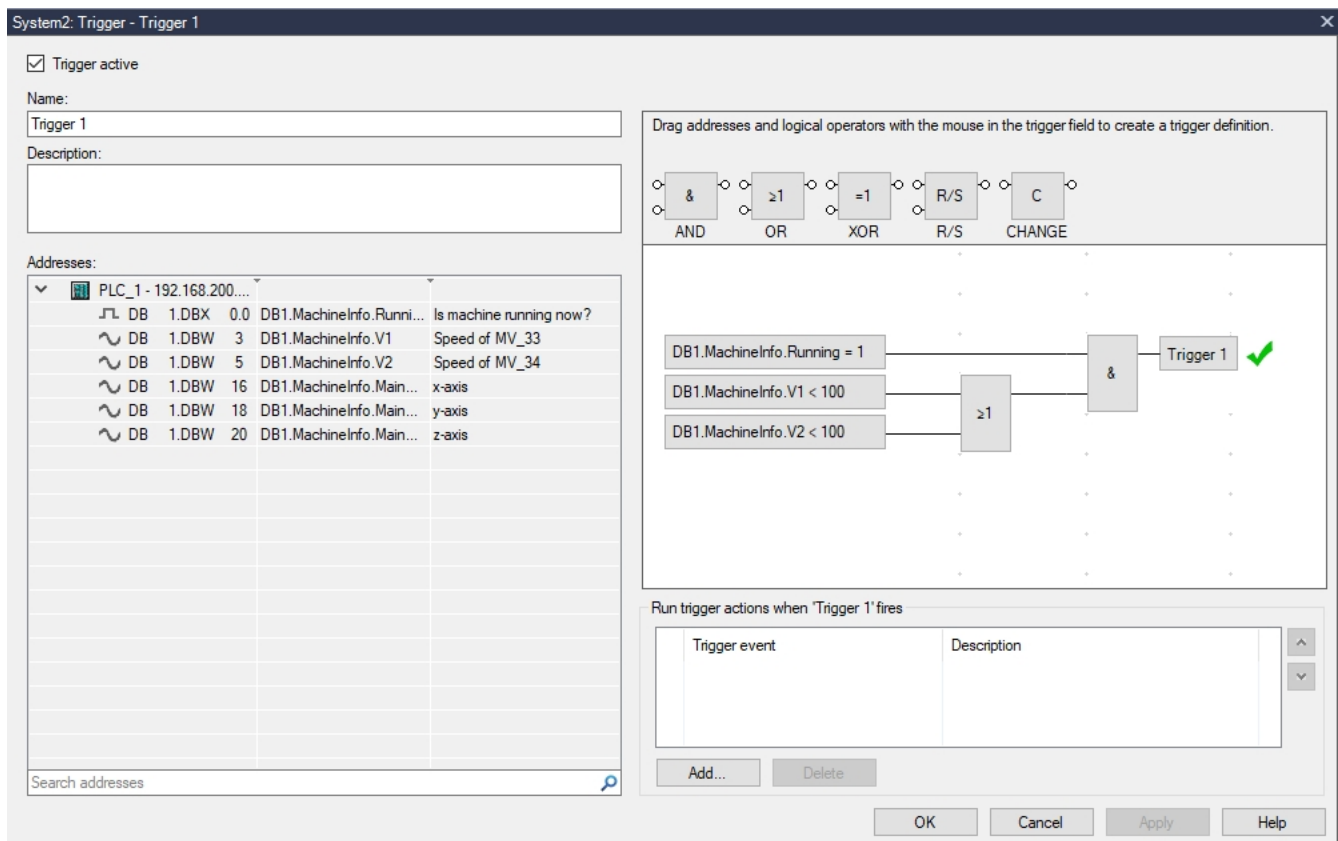 System2: Trigger - Trigger 1
Trigger active
Name:
Trigger 1
Description:
Addresses:
PLC_1 - 192.168.200....
DB 1.DBX 0.0 DB1.MachineInfo.Runni... Is machine running now?
DB 1.DBW 3 DB1.MachineInfo.V1 Speed of MV_33
DB 1.DBW 5 DB1.MachineInfo.V2 Speed of MV_34
DB 1.DBW 16 DB1.MachineInfo.Main... x-axis
DB 1.DBW 18 DB1.MachineInfo.Main... y-axis
DB 1.DBW 20 DB1.MachineInfo.Main... z-axis
Search addresses
Drag addresses and logical operators with the mouse in the trigger field to create a trigger definition.
& ≥1 =1 R/S C
AND OR XOR R/S CHANGE
DB1.MachineInfo.Running = 1
DB1.MachineInfo.V1 < 100
DB1.MachineInfo.V2 < 100
≥1
&
Trigger 1
Run trigger actions when 'Trigger 1' fires
Trigger event Description
Add... Delete
OK Cancel Apply Help